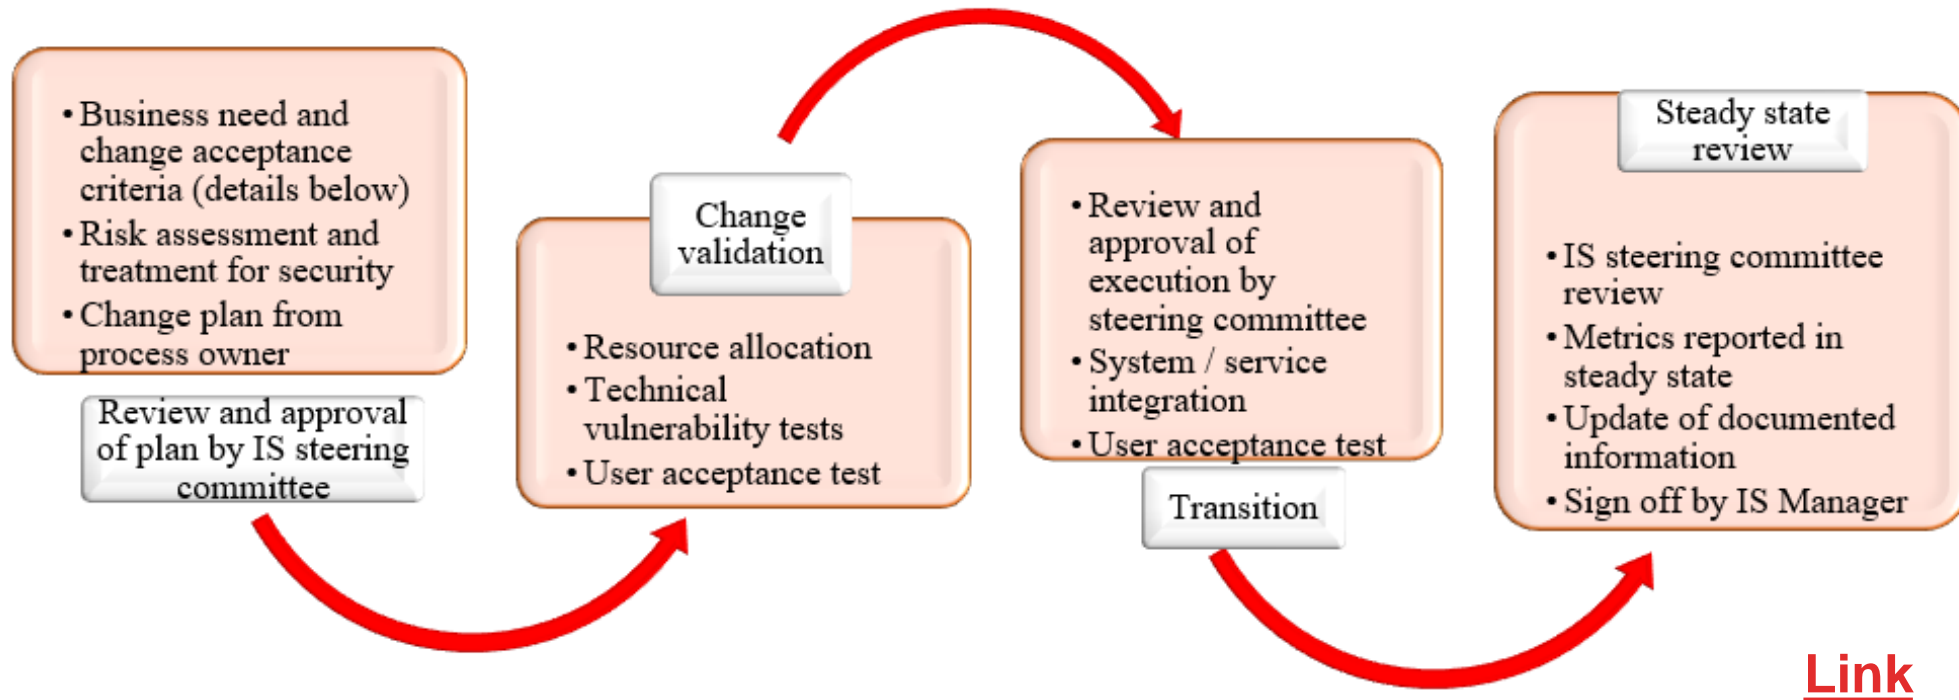 • Business need and
change acceptance
criteria (details below)
• Risk assessment and
treatment for security
• Change plan from
process owner
Review and approval
of plan by IS steering
committee
Change
validation
• Resource allocation
• Technical
vulnerability tests
• User acceptance test
• Review and
approval of
execution by
steering committee
• System / service
integration
• User acceptance test
Transition
Steady state
review
• IS steering committee
review
• Metrics reported in
steady state
• Update of documented
information
• Sign off by IS Manager
Link